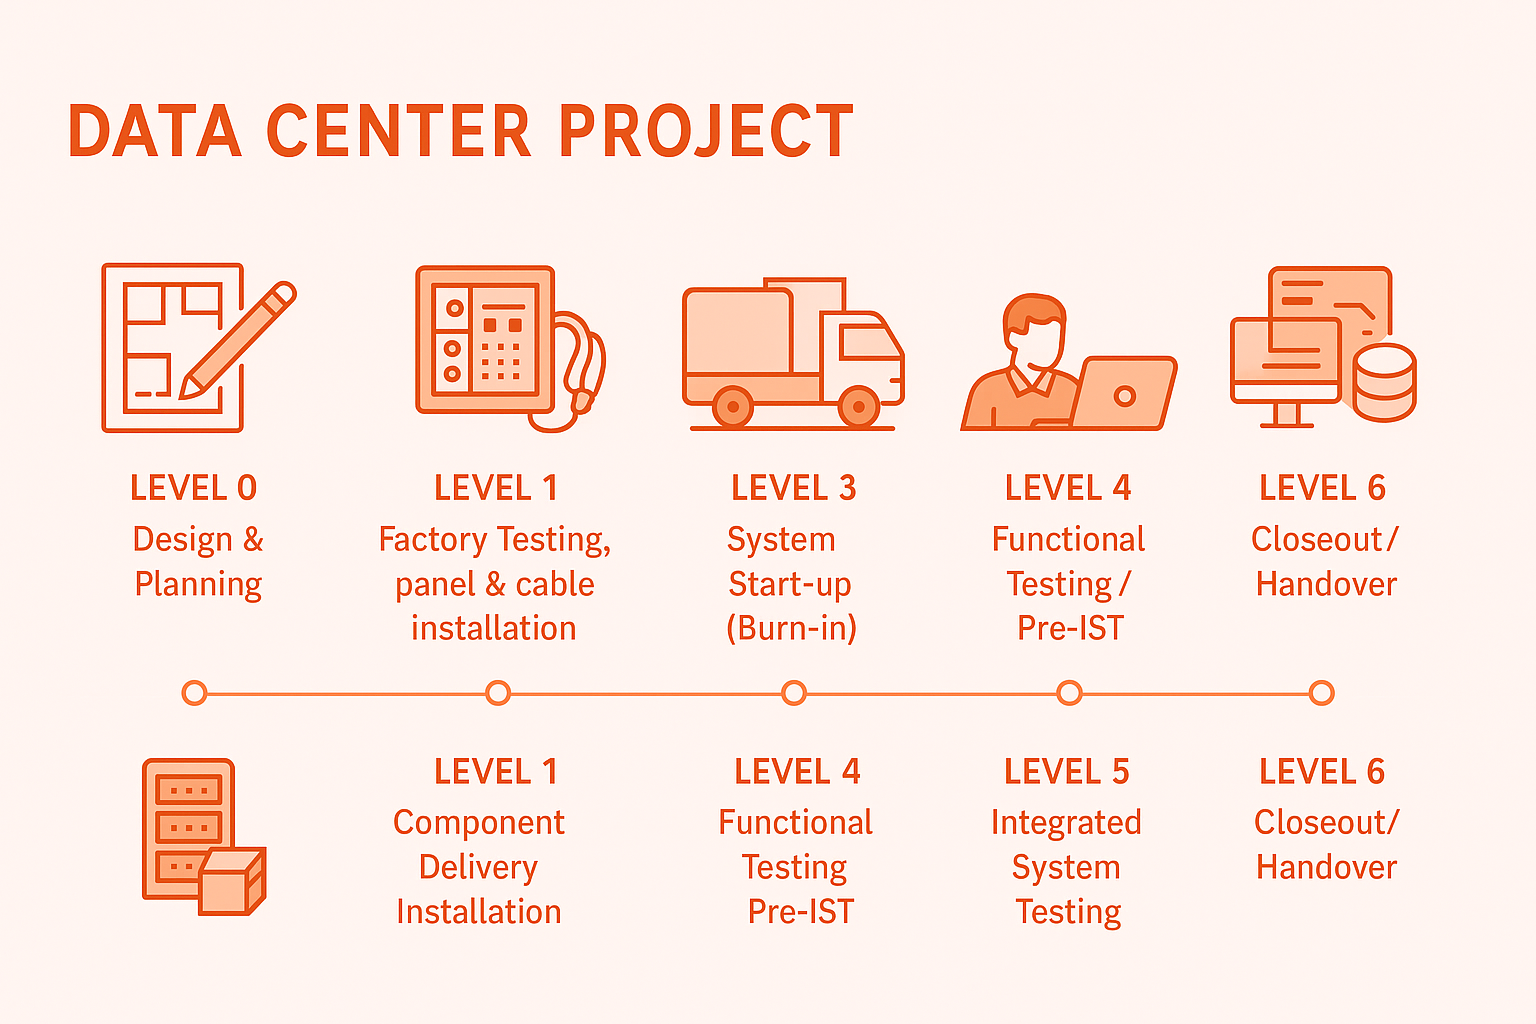 DATA CENTER PROJECT
LEVEL 0
Design &
Planning
LEVEL 1
Factory Testing,
panel & cable
installation
LEVEL 3
System
Start-up
(Burn-in)
LEVEL 4
Functional
Testing /
Pre-IST
LEVEL 6
Closeout/
Handover
LEVEL 1
Component
Delivery
Installation
LEVEL 4
Functional
Testing
Pre-IST
LEVEL 5
Integrated
System
Testing
LEVEL 6
Closeout/
Handover